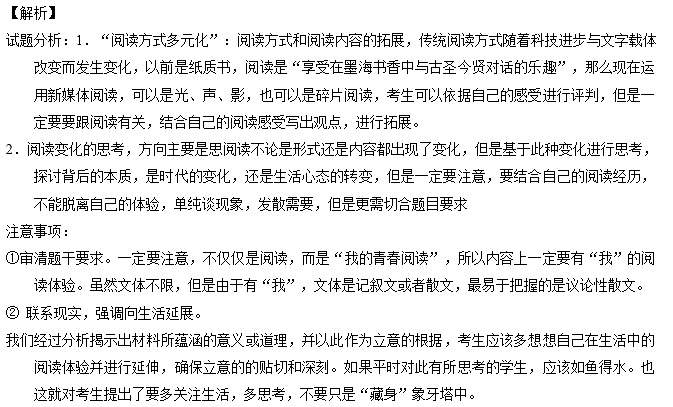 【解析】
试题分析：1．“阅读方式多元化”：阅读方式和阅读内容的拓展，传统阅读方式随着科技进步与文字载体
改变而发生变化，以前是纸质书，阅读是“享受在墨海书香中与古圣今贤对话的乐趣”，那么现在运
用新媒体阅读，可以是光、声、影，也可以是碎片阅读，考生可以依据自己的感受进行评判，但是一
定要要跟阅读有关，结合自己的阅读感受写出观点，进行拓展。
2．阅读变化的思考，方向主要是思阅读不论是形式还是内容都出现了变化，但是基于此种变化进行思考，
探讨背后的本质，是时代的变化，还是生活心态的转变，但是一定要注意，要结合自己的阅读经历，
不能脱离自己的体验，单纯谈现象，发散需要，但是更需切合题目要求
注意事项：
①审清题干要求。一定要注意，不仅仅是阅读，而是“我的青春阅读”，所以内容上一定要有“我”的阅
读体验。虽然文体不限，但是由于有“我”，文体是记叙文或者散文，最易于把握的是议论性散文。
② 联系现实，强调向生活延展。
我们经过分析揭示出材料所蕴涵的意义或道理，并以此作为立意的根据，考生应该多想想自己在生活中的
阅读体验并进行延伸，确保立意的的贴切和深刻。如果平时对此有所思考的学生，应该如鱼得水。也
这就对考生提出了要多关注生活，多思考，不要只是“藏身”象牙塔中。